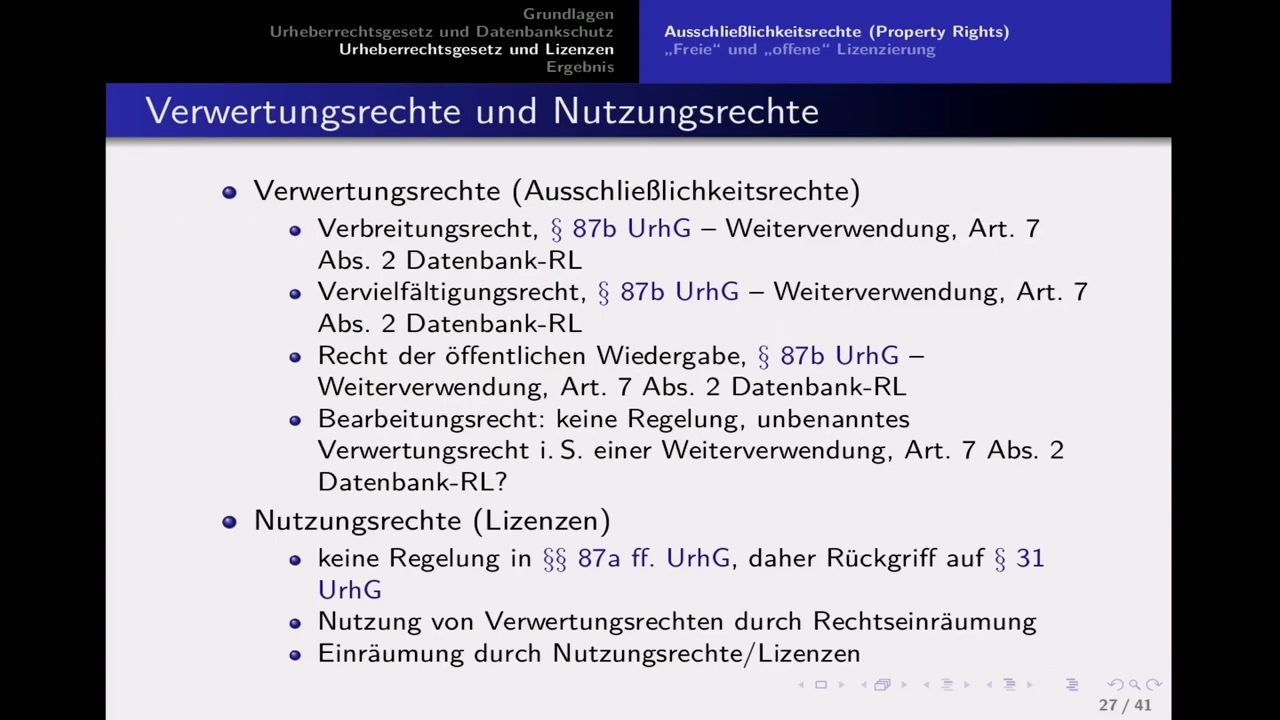 Grundlagen
Urheberrechtsgesetz und Datenbankschutz
Urheberrechtsgesetz und Lizenzen
Ergebnis
Ausschließlichkeitsrechte (Property Rights)
„Freie“ und „offene“ Lizenzierung
Verwertungsrechte und Nutzungsrechte
Verwertungsrechte (Ausschließlichkeitsrechte)
Verbreitungsrecht, § 87b UrhG – Weiterverwendung, Art. 7
Abs. 2 Datenbank-RL
Vervielfältigungsrecht, § 87b UrhG – Weiterverwendung, Art. 7
Abs. 2 Datenbank-RL
Recht der öffentlichen Wiedergabe, § 87b UrhG –
Weiterverwendung, Art. 7 Abs. 2 Datenbank-RL
Bearbeitungsrecht: keine Regelung, unbenanntes
Verwertungsrecht i. S. einer Weiterverwendung, Art. 7 Abs. 2
Datenbank-RL?
Nutzungsrechte (Lizenzen)
keine Regelung in §§ 87a ff. UrhG, daher Rückgriff auf § 31
UrhG
Nutzung von Verwertungsrechten durch Rechtseinräumung
Einräumung durch Nutzungsrechte/Lizenzen
27 / 41